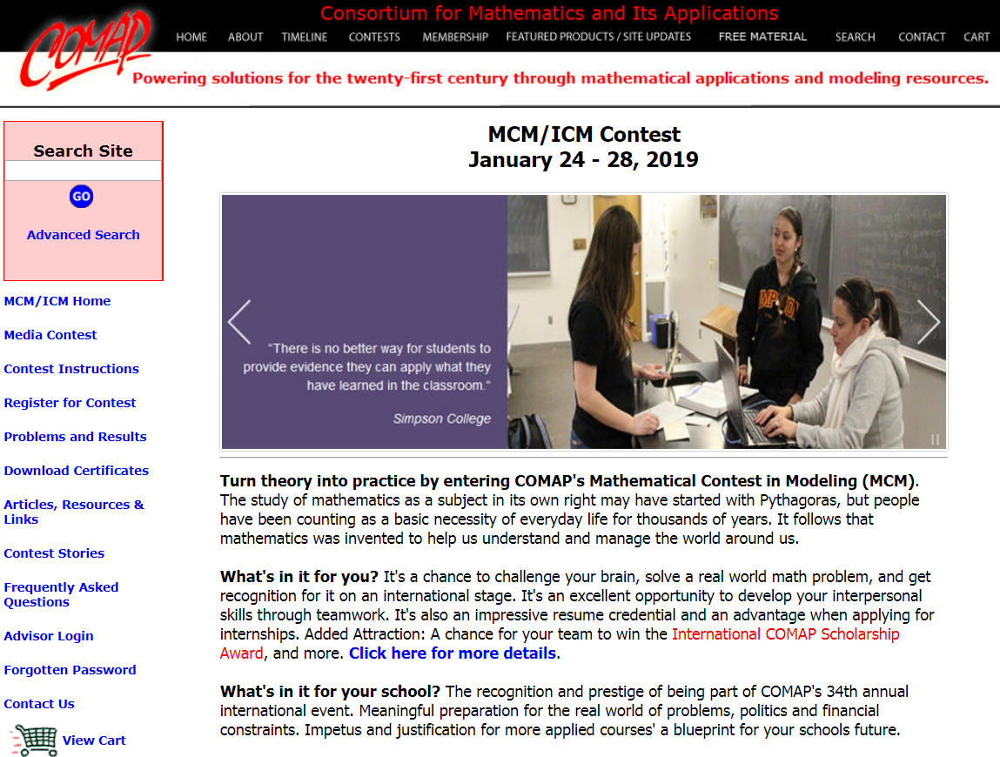 Consortium for Mathematics and Its Applications
COMAP
HOME ABOUT TIMELINE CONTESTS MEMBERSHIP FEATURED PRODUCTS / SITE UPDATES FREE MATERIAL SEARCH CONTACT CART
Powering solutions for the twenty-first century through mathematical applications and modeling resources.
Search Site
GO
Advanced Search
MCM/ICM Home
Media Contest
Contest Instructions
Register for Contest
Problems and Results
Download Certificates
Articles, Resources &
Links
Contest Stories
Frequently Asked
Questions
Advisor Login
Forgotten Password
Contact Us
View Cart
MCM/ICM Contest
January 24 - 28, 2019
“There is no better way for students to
provide evidence they can apply what they
have learned in the classroom.“
Simpson College
Turn theory into practice by entering COMAP's Mathematical Contest in Modeling (MCM).
The study of mathematics as a subject in its own right may have started with Pythagoras, but people
have been counting as a basic necessity of everyday life for thousands of years. It follows that
mathematics was invented to help us understand and manage the world around us.
What's in it for you? It's a chance to challenge your brain, solve a real world math problem, and get
recognition for it on an international stage. It's an excellent opportunity to develop your interpersonal
skills through teamwork. It's also an impressive resume credential and an advantage when applying for
internships. Added Attraction: A chance for your team to win the International COMAP Scholarship
Award, and more. Click here for more details.
What's in it for your school? The recognition and prestige of being part of COMAP's 34th annual
international event. Meaningful preparation for the real world of problems, politics and financial
constraints. Impetus and justification for more applied courses' a blueprint for your schools future.